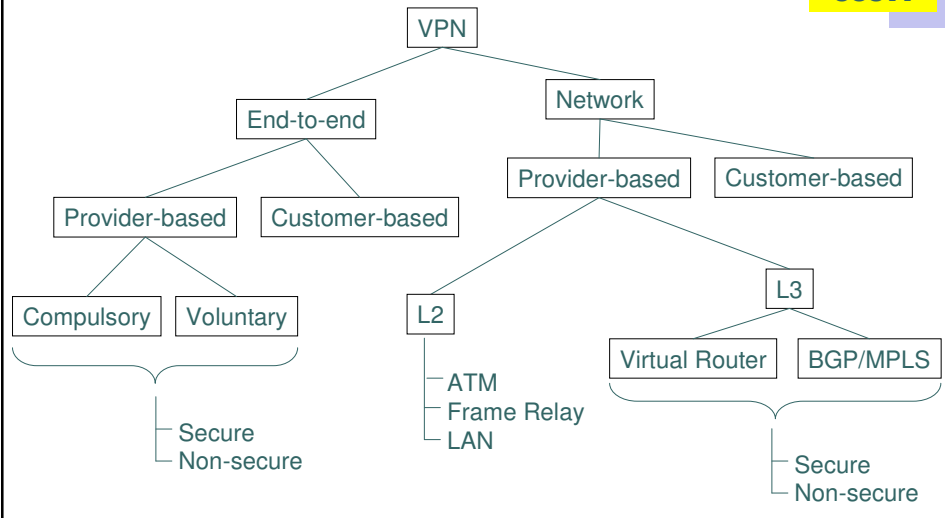 VPN
End-to-end
Network
Provider-based
Customer-based
Provider-based
Customer-based
Compulsory
Voluntary
L2
L3
Virtual Router
BGP/MPLS
ATM
Frame Relay
LAN
Secure
Non-secure
Secure
Non-secure